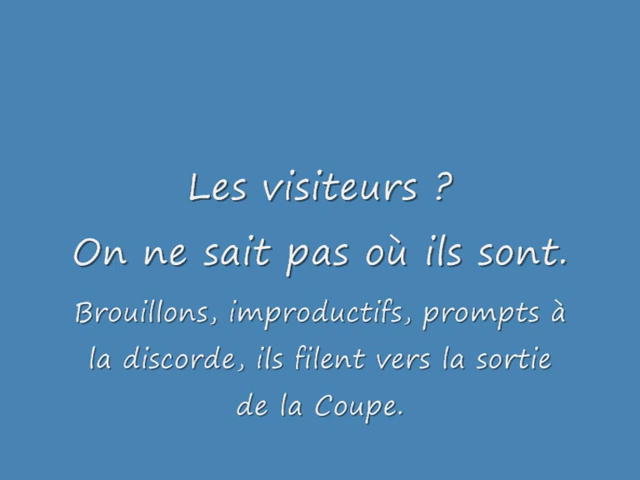 Les visiteurs ?
On ne sait pas où ils sont.
Brouillons, improductifs, prompts à
la discorde, ils filent vers la sortie
de la Coupe.